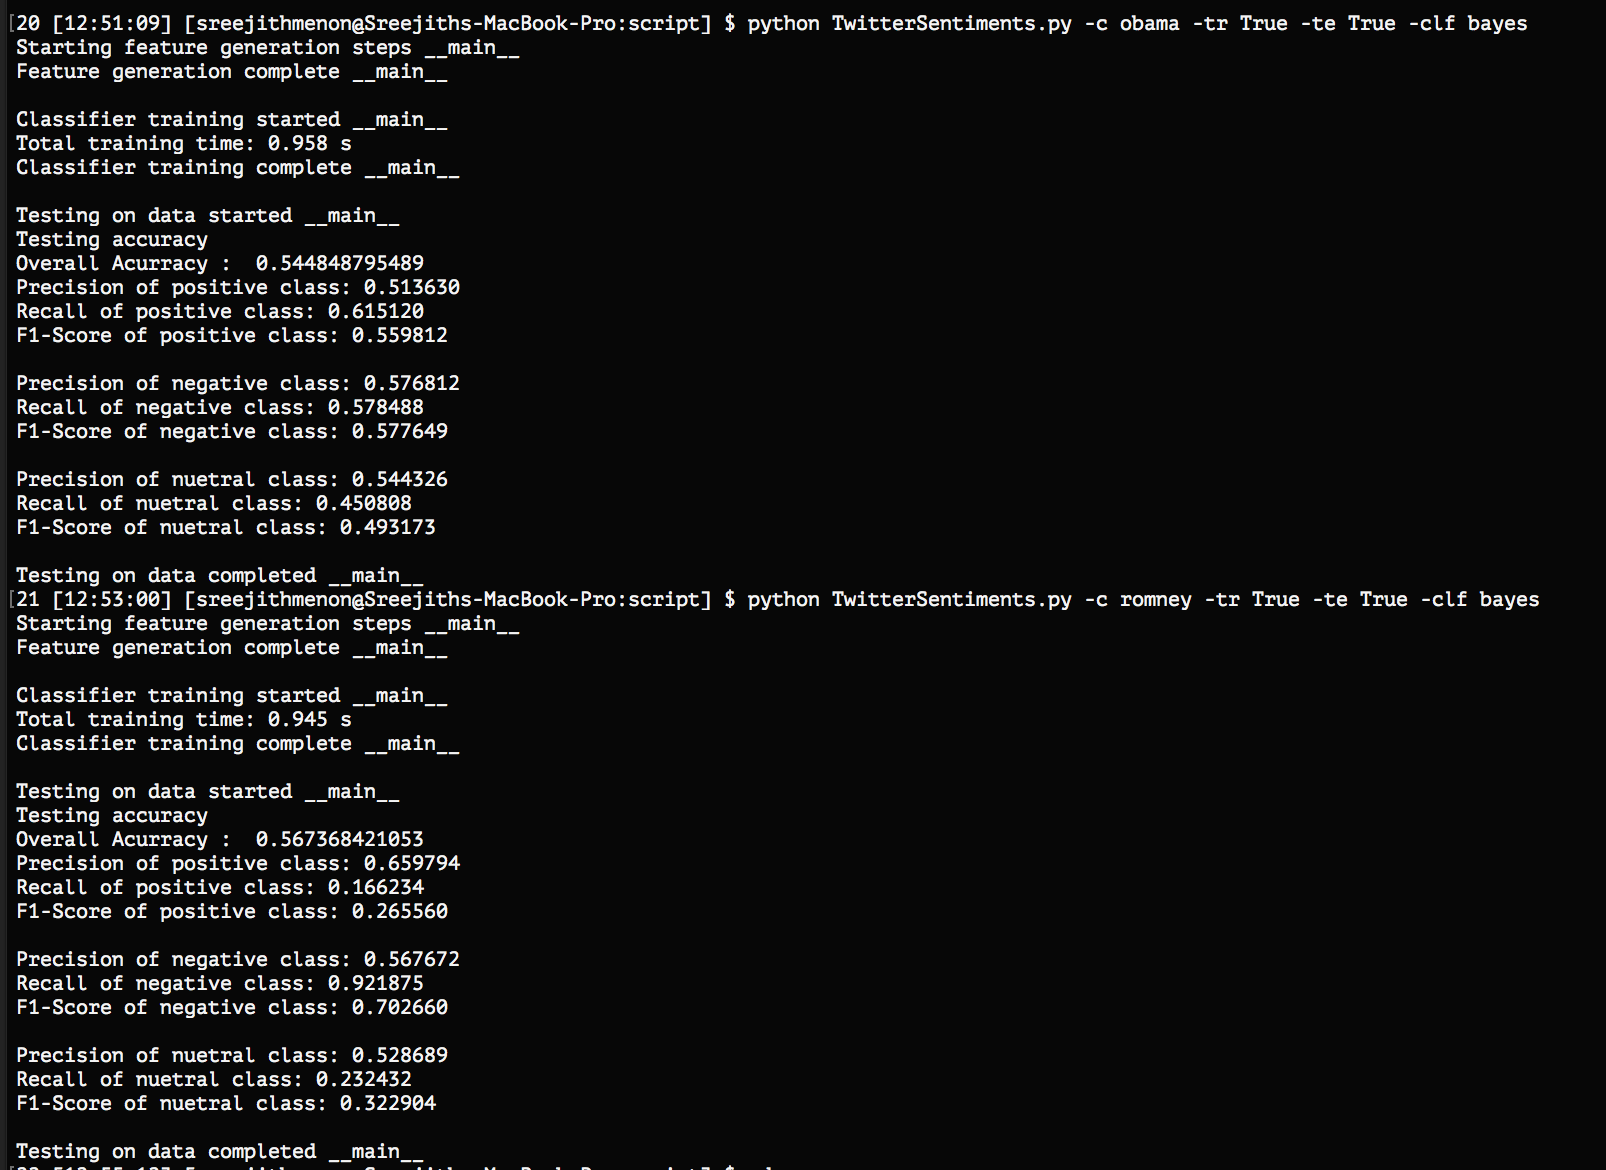 [20 [12:51:09] [sreejithmenon@Sreejiths-MacBook-Pro:script] $ python TwitterSentiments.py -c obama -tr True -te True -clf bayes
Starting feature generation steps __main__
Feature generation complete __main__
Classifier training started __main__
Total training time: 0.958 s
Classifier training complete __main__
Testing on data started __main__
Testing accuracy
Overall Acurracy :  0.544848795489
Precision of positive class: 0.513630
Recall of positive class: 0.615120
F1-Score of positive class: 0.559812
Precision of negative class: 0.576812
Recall of negative class: 0.578488
F1-Score of negative class: 0.577649
Precision of nuetral class: 0.544326
Recall of nuetral class: 0.450808
F1-Score of nuetral class: 0.493173
Testing on data completed __main__
[21 [12:53:00] [sreejithmenon@Sreejiths-MacBook-Pro:script] $ python TwitterSentiments.py -c romney -tr True -te True -clf bayes
Starting feature generation steps __main__
Feature generation complete __main__
Classifier training started __main__
Total training time: 0.945 s
Classifier training complete __main__
Testing on data started __main__
Testing accuracy
Overall Acurracy :  0.567368421053
Precision of positive class: 0.659794
Recall of positive class: 0.166234
F1-Score of positive class: 0.265560
Precision of negative class: 0.567672
Recall of negative class: 0.921875
F1-Score of negative class: 0.702660
Precision of nuetral class: 0.528689
Recall of nuetral class: 0.232432
F1-Score of nuetral class: 0.322904
Testing on data completed __main__